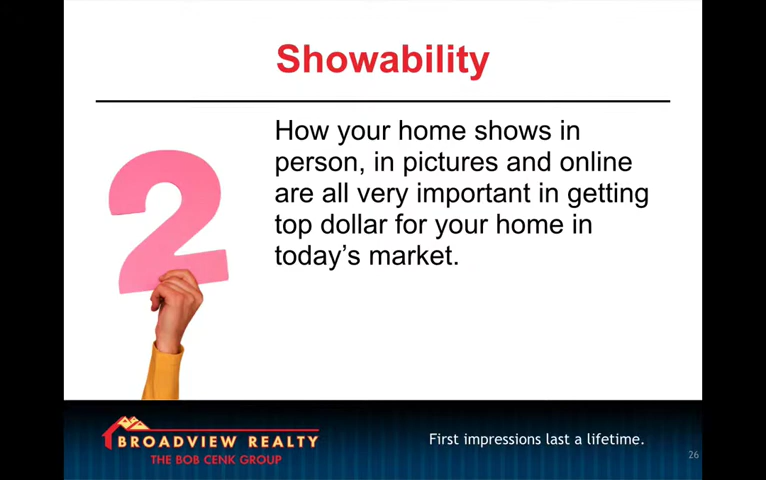 Showability
2
How your home shows in
person, in pictures and online
are all very important in getting
top dollar for your home in
today's market.
BROADVIEW REALTY
THE BOB CENK GROUP
First impressions last a lifetime.
26